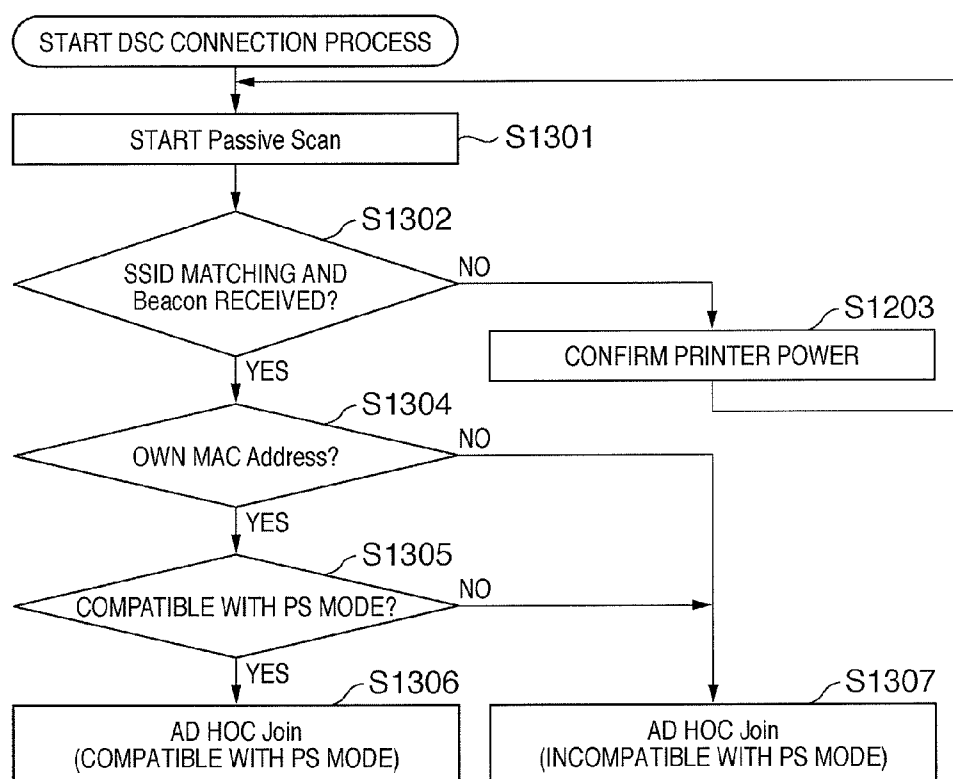 START DSC CONNECTION PROCESS
START Passive Scan
S1301
S1302
SSID MATCHING AND
Beacon RECEIVED?
NO
S1203
CONFIRM PRINTER POWER
YES
S1304
OWN MAC Address?
NO
YES
S1305
COMPATIBLE WITH PS MODE?
NO
YES
S1306
AD HOC Join
(COMPATIBLE WITH PS MODE)
S1307
AD HOC Join
(INCOMPATIBLE WITH PS MODE)